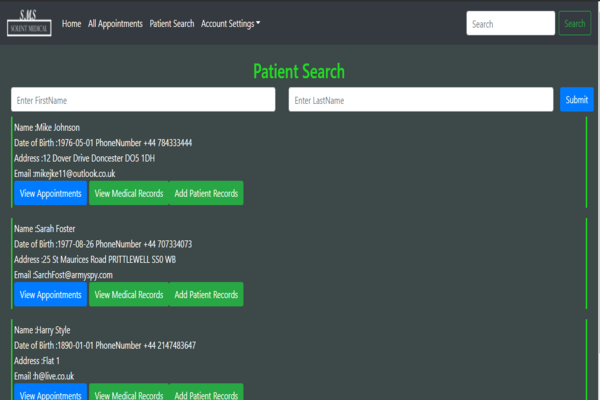 S.M.S
SOLENT MEDICAL
Home All Appointments Patient Search Account Settings Search Search
Patient Search
Enter FirstName Enter LastName Submit
Name :Mike Johnson
Date of Birth :1976-05-01 PhoneNumber +44 784333444
Address :12 Dover Drive Doncester DO5 1DH
Email :mikejke11@outlook.co.uk
View Appointments View Medical Records Add Patient Records
Name :Sarah Foster
Date of Birth :1977-08-26 PhoneNumber +44 707334073
Address :25 St Maurices Road PRITTLEWELL SS0 WB
Email :SarchFost@armyspy.com
View Appointments View Medical Records Add Patient Records
Name :Harry Style
Date of Birth :1890-01-01 PhoneNumber +44 2147483647
Address :Flat 1
Email :h@live.co.uk
View Appointments View Medical Records Add Patient Records